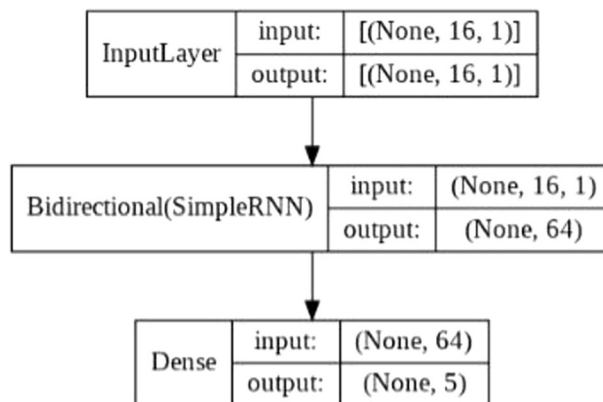 InputLayer
input: [(None, 16, 1)]
output: [(None, 16, 1)]
Bidirectional(SimpleRNN)
input: (None, 16, 1)
output: (None, 64)
Dense
input: (None, 64)
output: (None, 5)